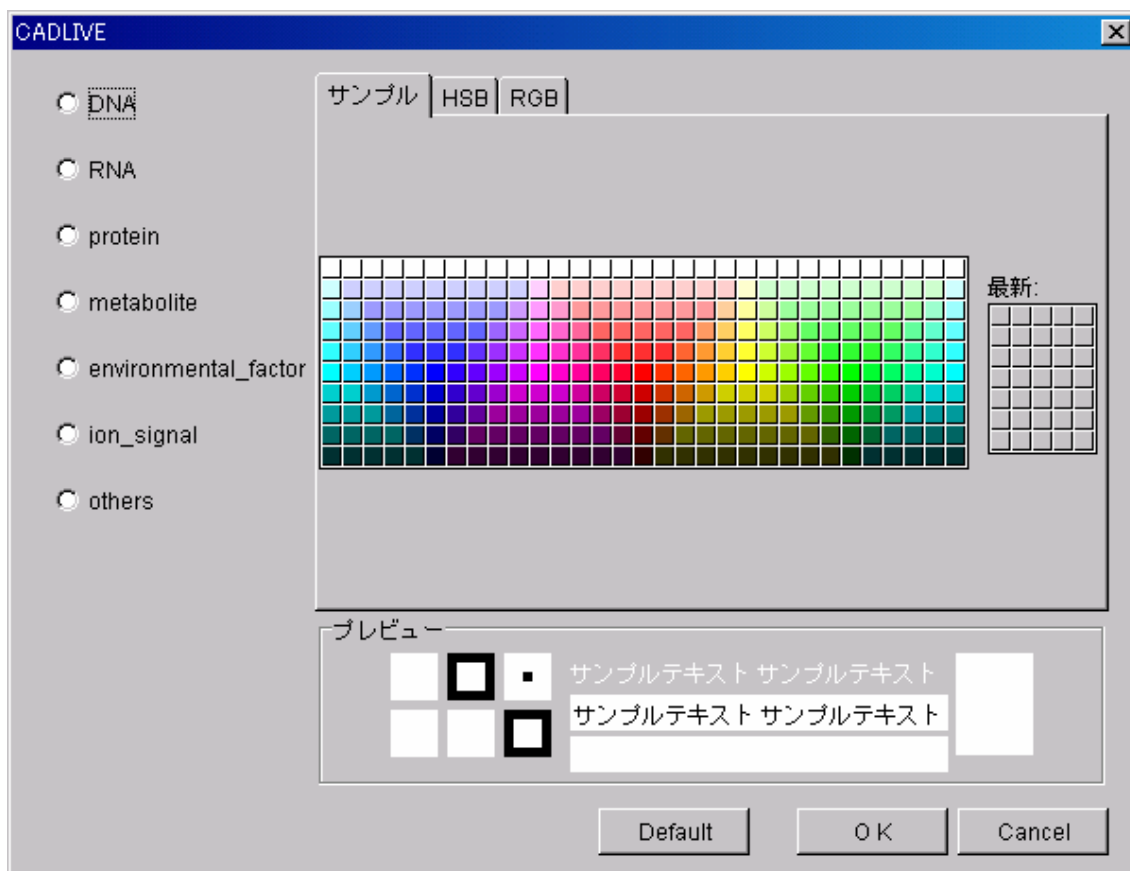 CADLIVE
DNA
RNA
protein
metabolite
environmental_factor
ion_signal
others
サンプル HSB RGB
最新:
プレビュー
サンプルテキスト サンプルテキスト
サンプルテキスト サンプルテキスト
Default OK Cancel